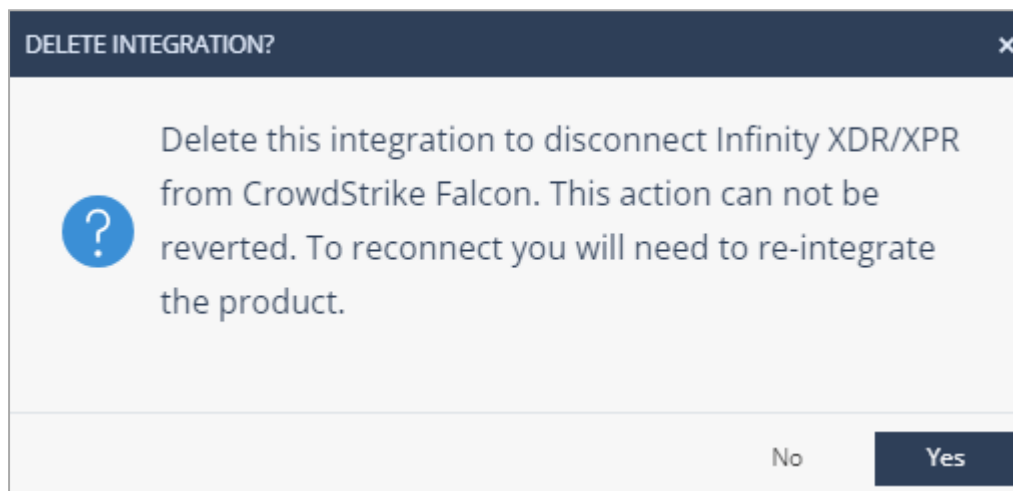 DELETE INTEGRATION?
Delete this integration to disconnect Infinity XDR/XPR
from CrowdStrike Falcon. This action can not be
reverted. To reconnect you will need to re-integrate
the product.
No
Yes